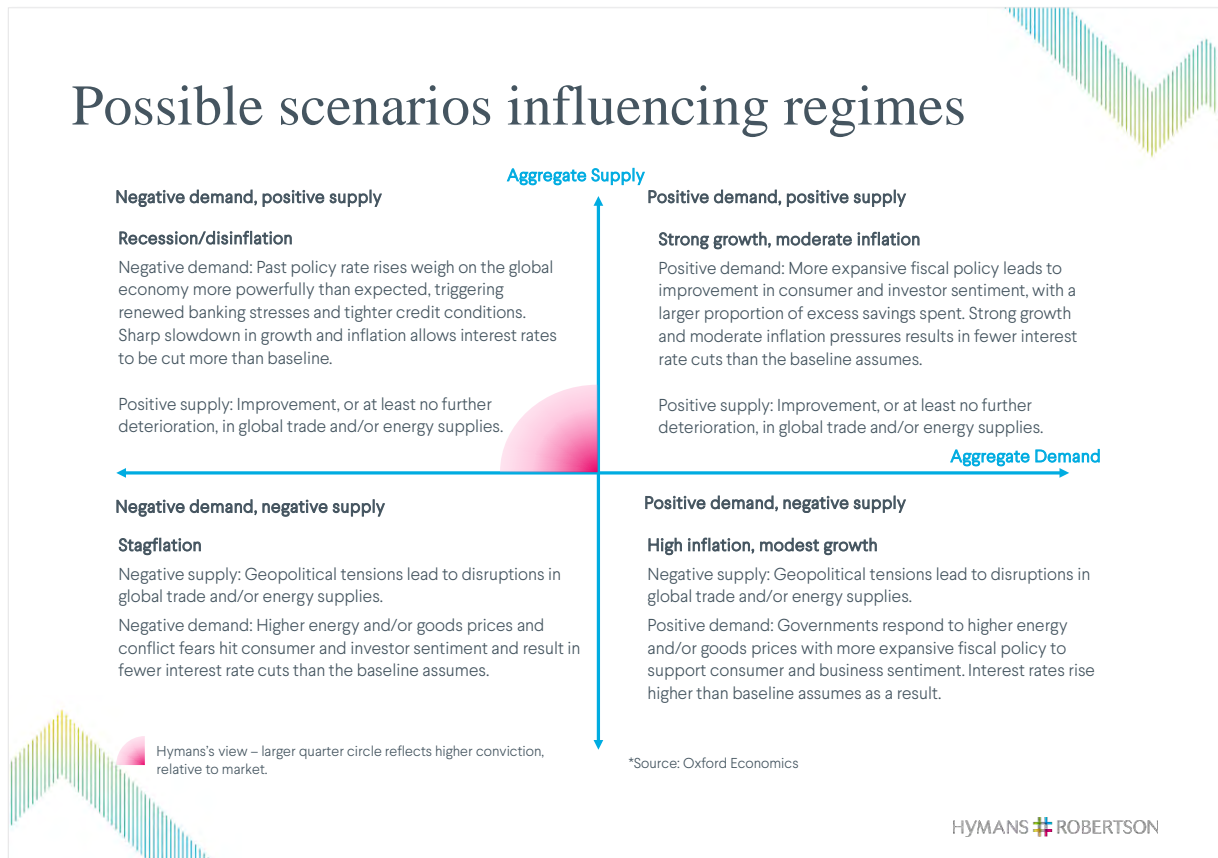 Possible scenarios influencing regimes
Aggregate Supply
Negative demand, positive supply
Recession/disinflation
Negative demand: Past policy rate rises weigh on the global
economy more powerfully than expected, triggering
renewed banking stresses and tighter credit conditions.
Sharp slowdown in growth and inflation allows interest rates
to be cut more than baseline.
Positive supply: Improvement, or at least no further
deterioration, in global trade and/or energy supplies.
Positive demand, positive supply
Strong growth, moderate inflation
Positive demand: More expansive fiscal policy leads to
improvement in consumer and investor sentiment, with a
larger proportion of excess savings spent. Strong growth
and moderate inflation pressures results in fewer interest
rate cuts than the baseline assumes.
Positive supply: Improvement, or at least no further
deterioration, in global trade and/or energy supplies.
Aggregate Demand
Negative demand, negative supply
Stagflation
Negative supply: Geopolitical tensions lead to disruptions in
global trade and/or energy supplies.
Negative demand: Higher energy and/or goods prices and
conflict fears hit consumer and investor sentiment and result in
fewer interest rate cuts than the baseline assumes.
Positive demand, negative supply
High inflation, modest growth
Negative supply: Geopolitical tensions lead to disruptions in
global trade and/or energy supplies.
Positive demand: Governments respond to higher energy
and/or goods prices with more expansive fiscal policy to
support consumer and business sentiment. Interest rates rise
higher than baseline assumes as a result.
Hymans's view – larger quarter circle reflects higher conviction,
relative to market.
*Source: Oxford Economics
HYMANS # ROBERTSON